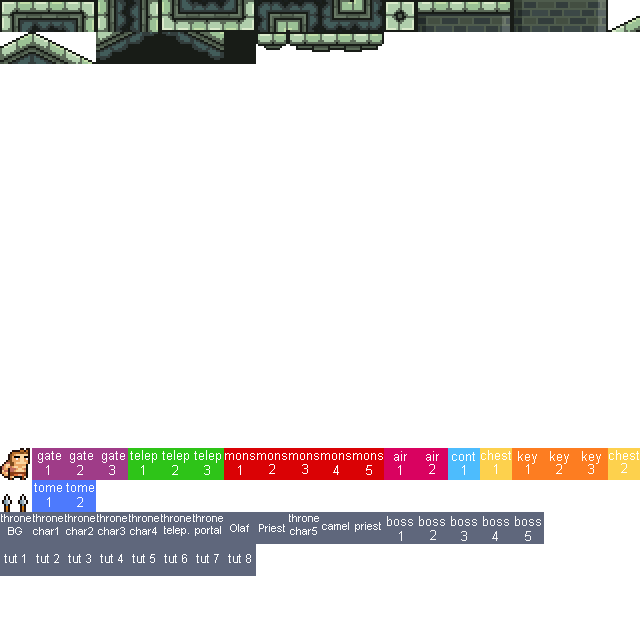 gate gate gate telep telep telep mons mons mons mons mons air air cont chest key key key chest
1 2 3 1 2 3 1 2 3 4 5 1 2 1 1 1 2 3 2
tome tome
1 2
throne throne throne throne throne throne throne Olaf Priest throne camel priest boss boss boss boss boss
BG char1 char2 char3 char4 telep. portal char5 1 2 3 4 5
tut 1 tut 2 tut 3 tut 4 tut 5 tut 6 tut 7 tut 8